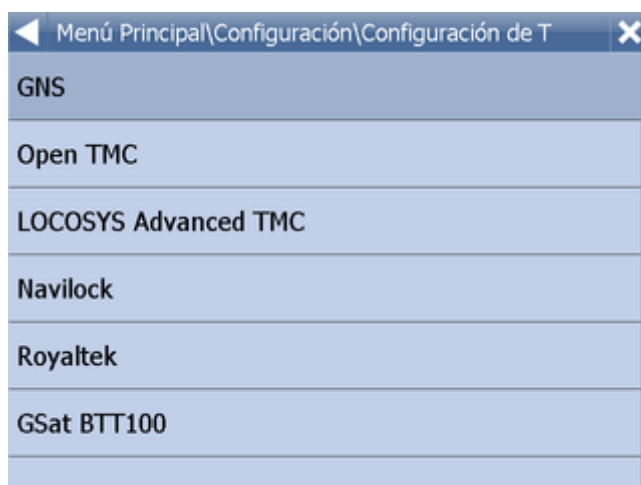 Menú Principal\Configuración\Configuración de T
GNS
Open TMC
LOCOSYS Advanced TMC
Navilock
Royaltek
GSat BTT100